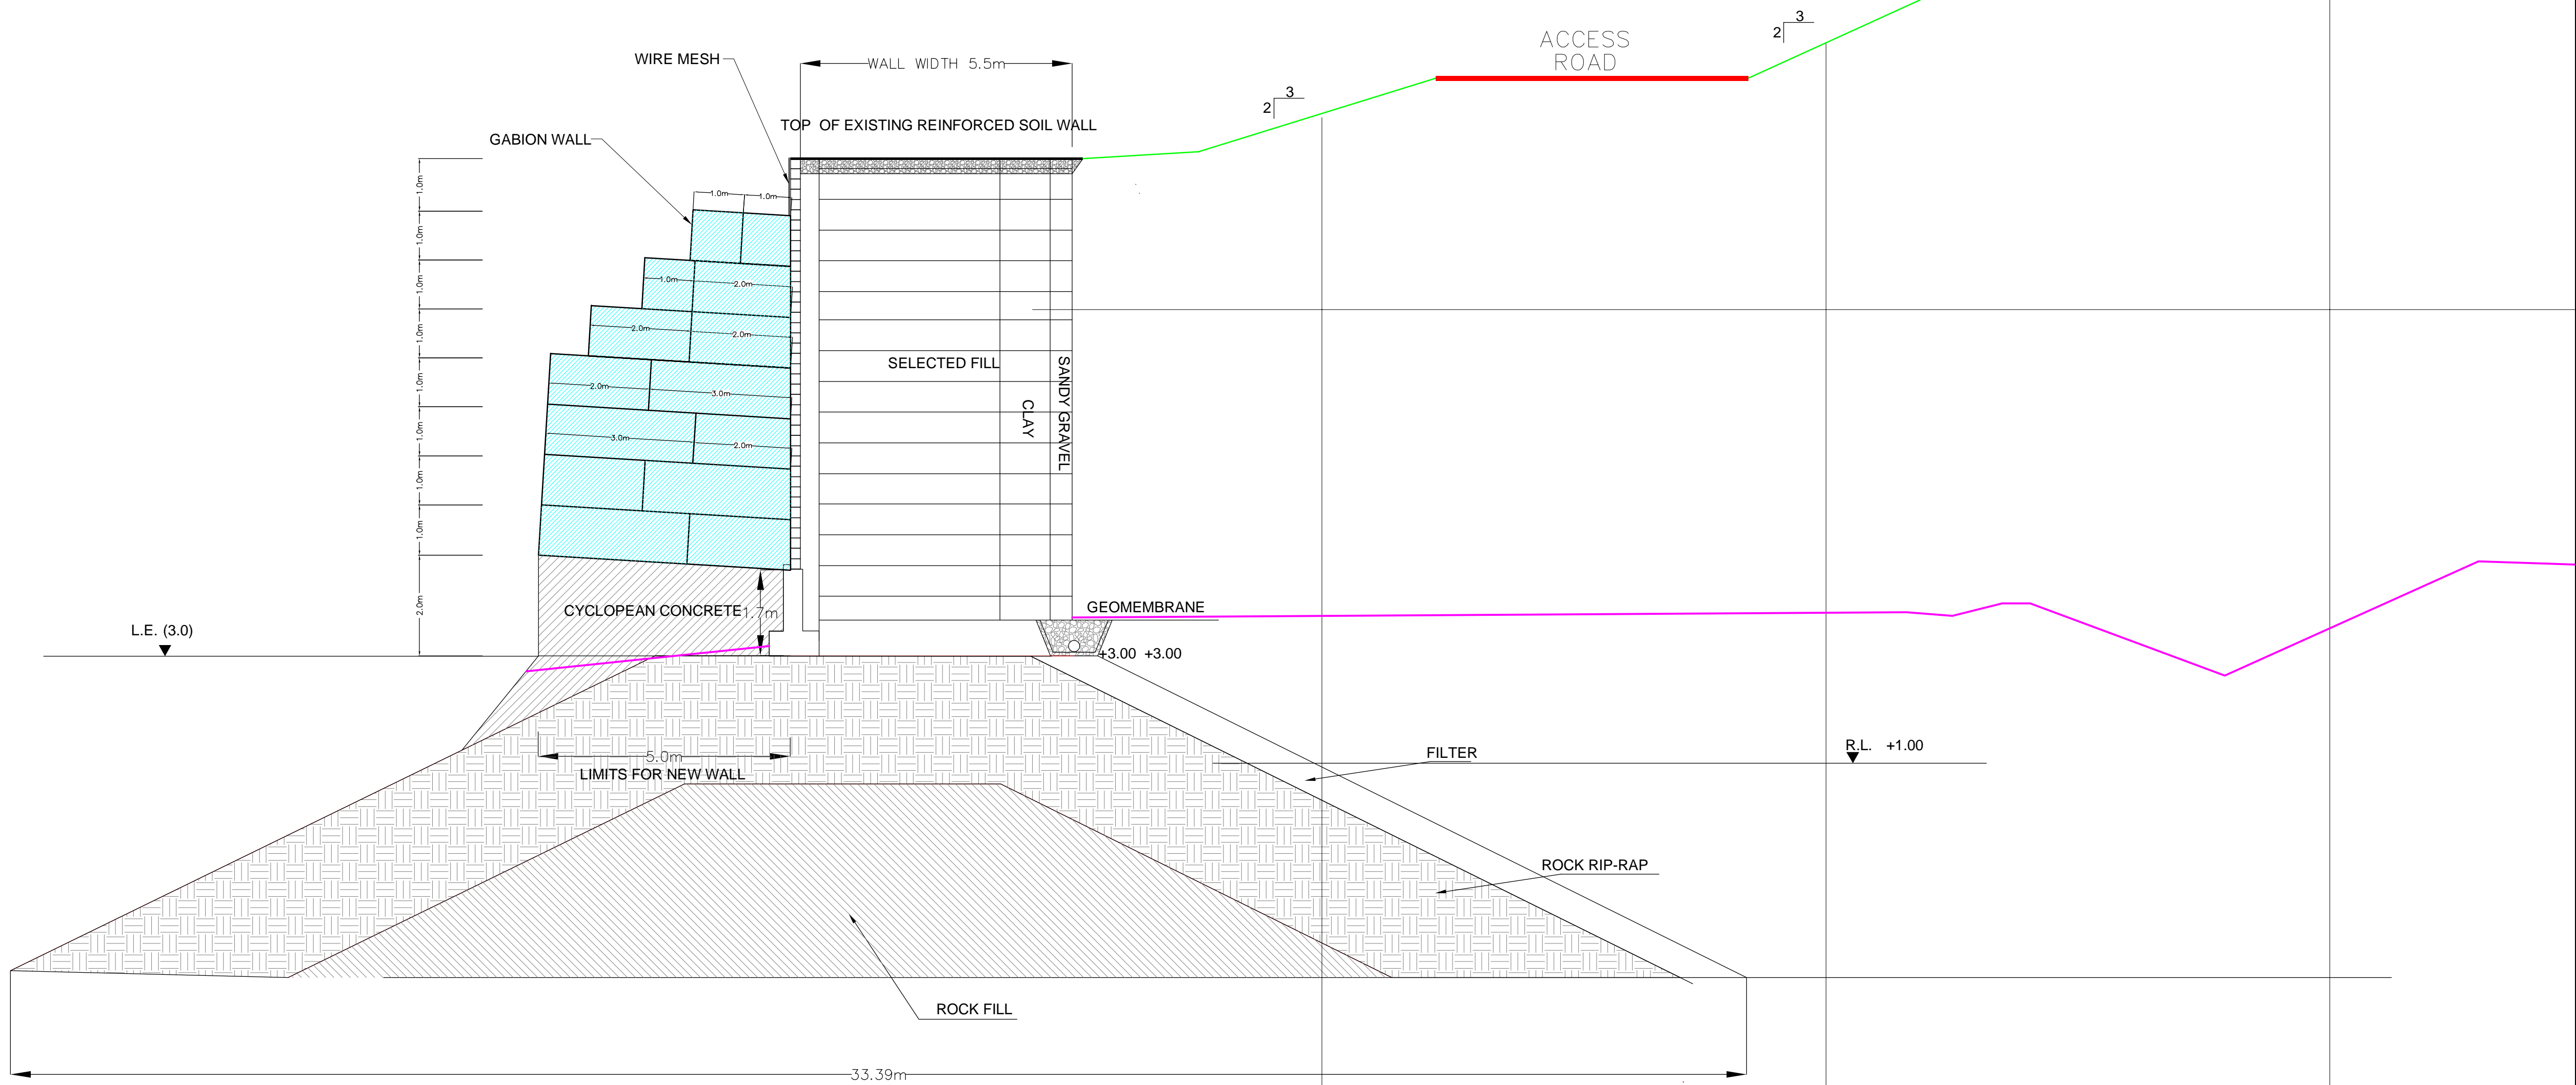 3
2
ACCESS
ROAD
WIRE MESH
WALL WIDTH 5.5m
3
2
TOP OF EXISTING REINFORCED SOIL WALL
GABION WALL
1.0m
1.0m 1.0m
1.0m
1.0m
1.0m 2.0m
1.0m
2.0m 2.0m
1.0m
SELECTED FILL
SANDY GRAVEL
CLAY
2.0m 3.0m
1.0m
3.0m 2.0m
1.0m
1.0m
2.0m
CYCLOPEAN CONCRETE
1.7m
GEOMEMBRANE
L.E. (3.0)
+3.00 +3.00
R.L. +1.00
FILTER
5.0m
LIMITS FOR NEW WALL
ROCK RIP-RAP
ROCK FILL
33.39m